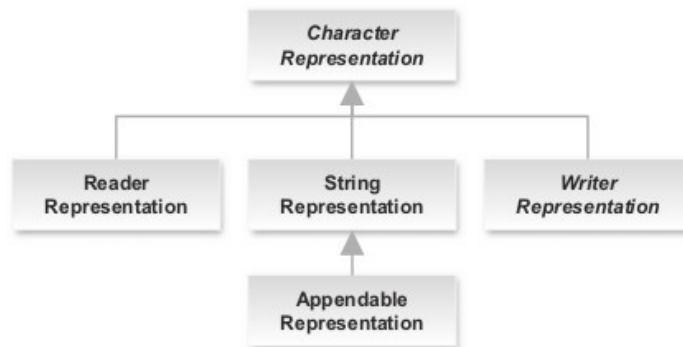 Character
Representation
Reader
Representation
String
Representation
Writer
Representation
Appendable
Representation